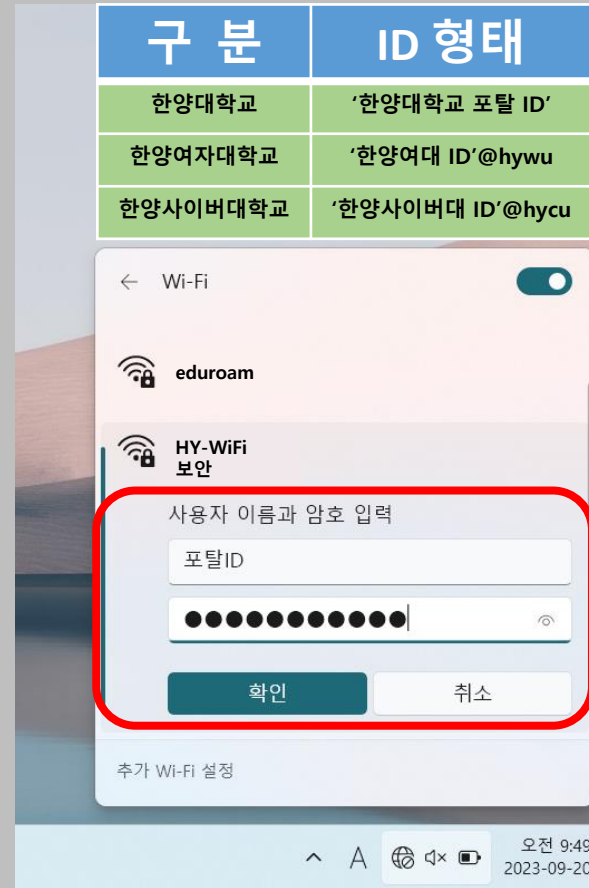 구 분 ID 형태
한양대학교 ‘한양대학교 포탈 ID’
한양여자대학교 ‘한양여대 ID’@hywu
한양사이버대학교 ‘한양사이버대 ID’@hycu
Wi-Fi
eduroam
HY-WiFi
보안
사용자 이름과 암호 입력
포탈ID
●●●●●●●●●●●
확인 취소
추가 Wi-Fi 설정
A 오전 9:49
2023-09-20